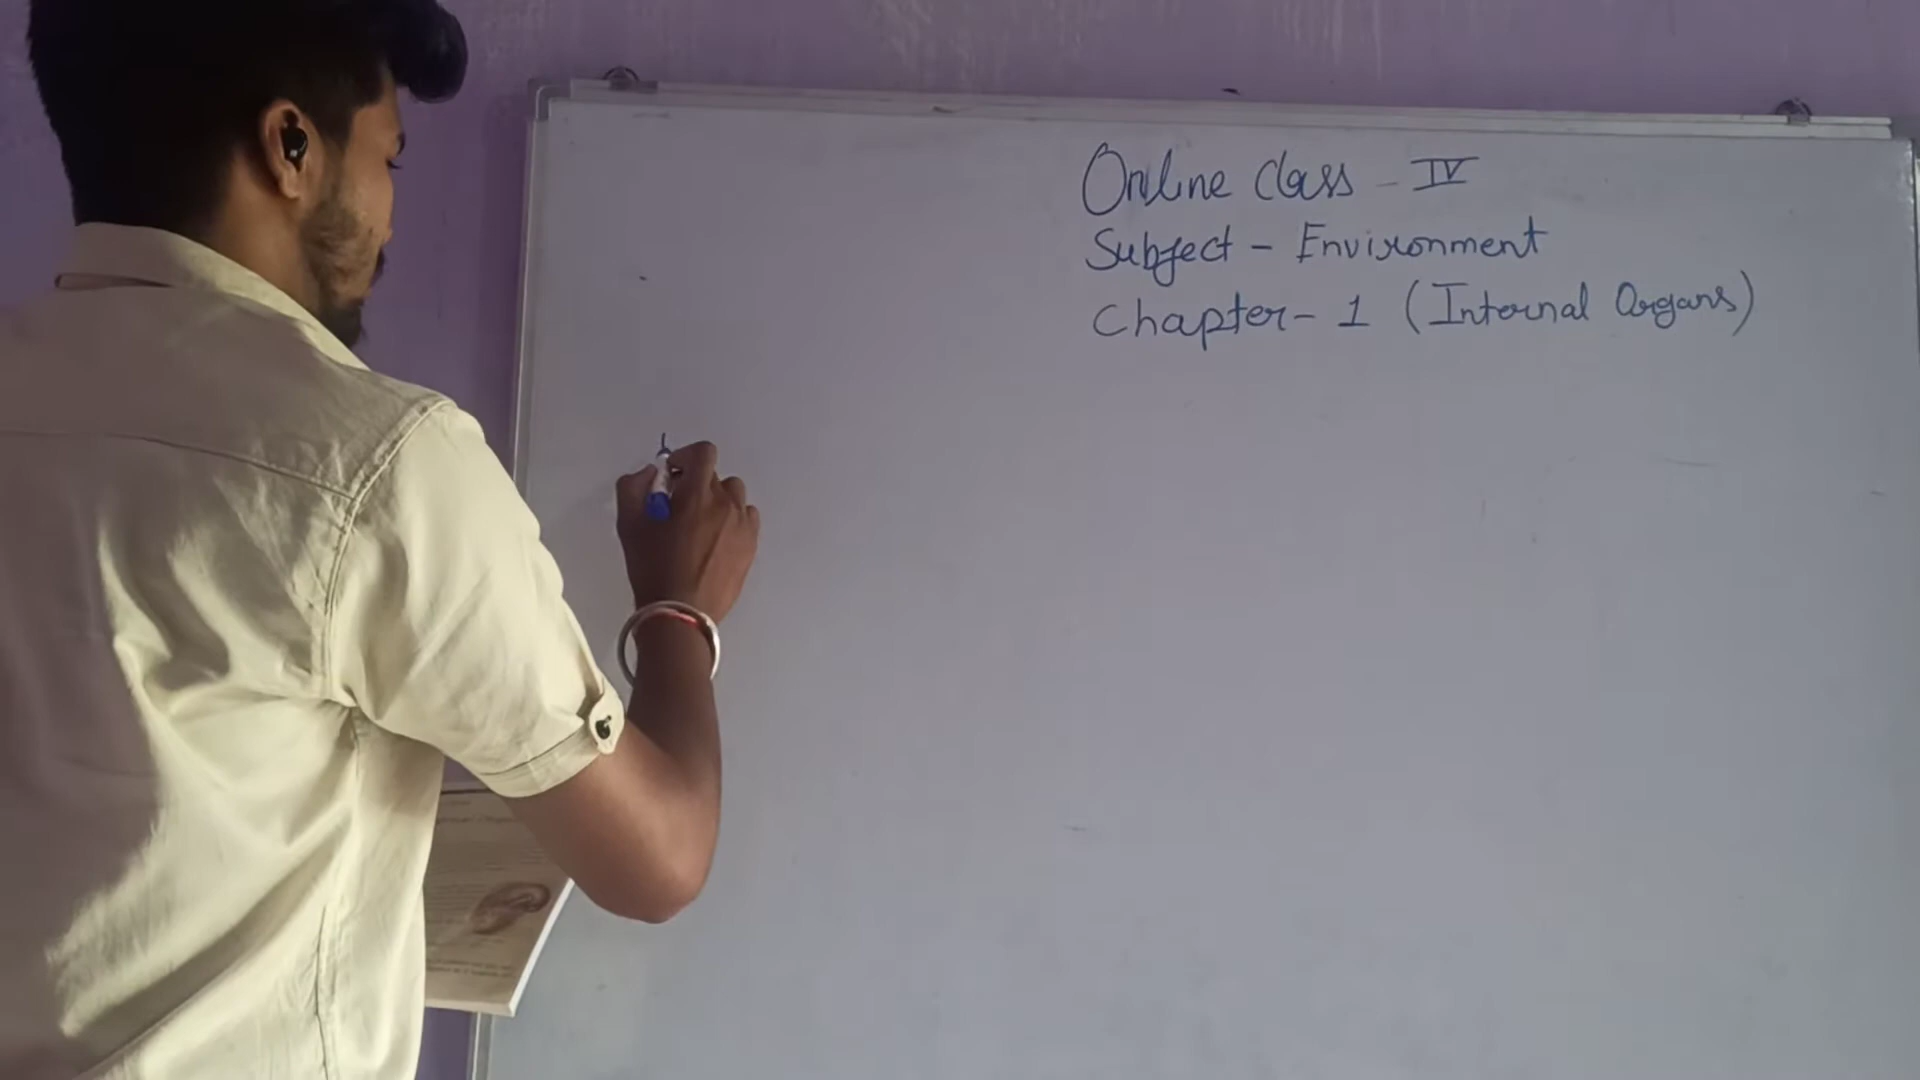 Online Class - IV
Subject - Environment
Chapter - 1 (Internal Organs)